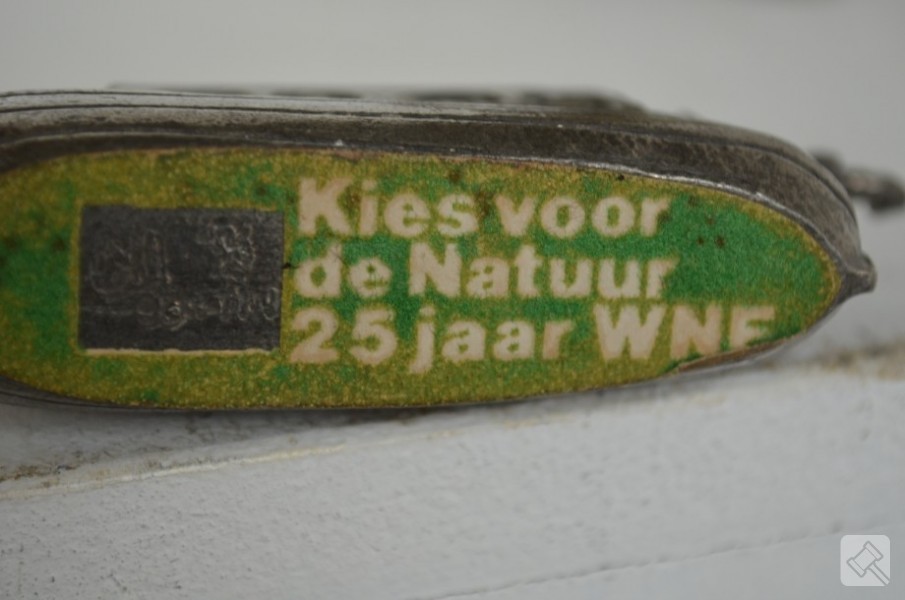 Kies voor
de Natuur
25 jaar WNF